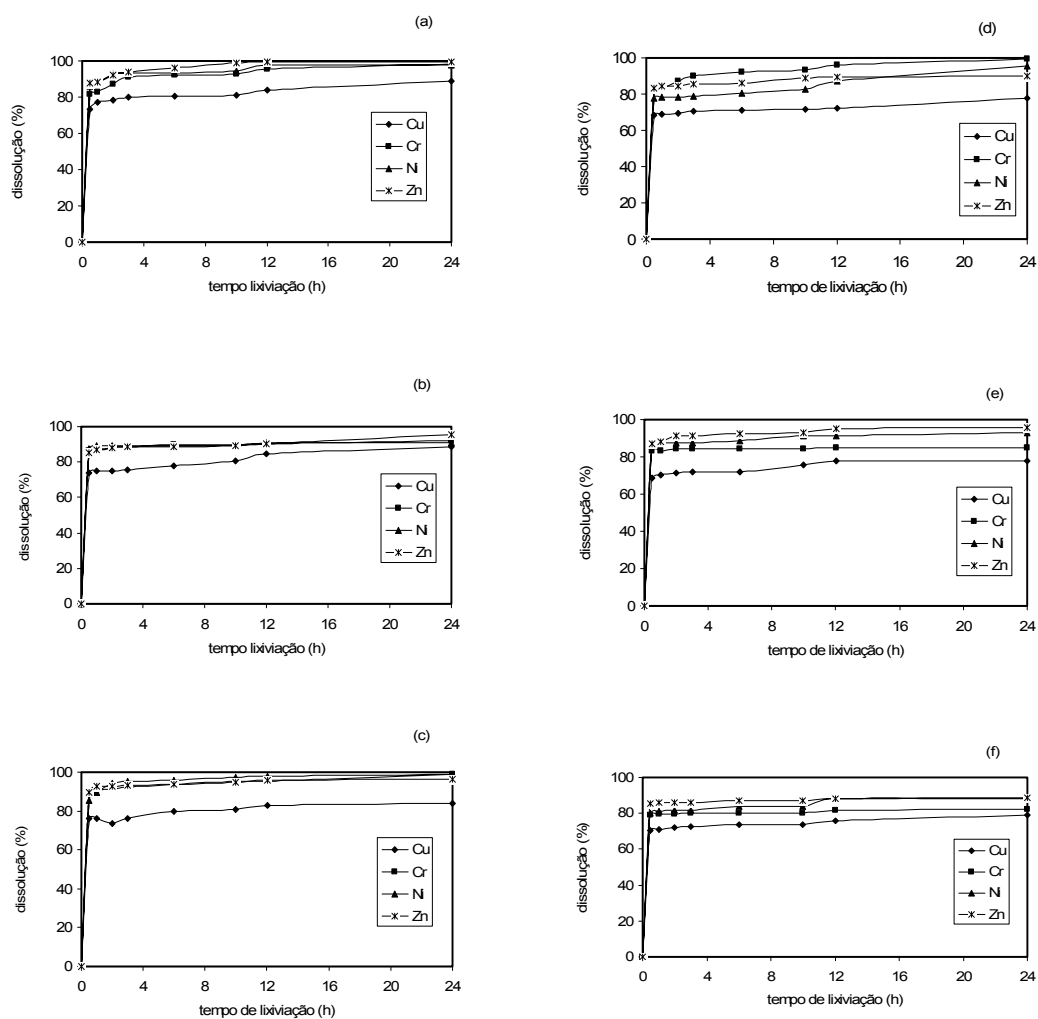 (a)
100
80
60
40
20
0
dissolução (%)
Cu
Cr
Ni
Zn
0 4 8 12 16 20 24
tempo lixiviação (h)
(d)
100
80
60
40
20
0
dissolução (%)
Cu
Cr
Ni
Zn
0 4 8 12 16 20 24
tempo de lixiviação (h)
(b)
100
80
60
40
20
0
dissolução (%)
Cu
Cr
Ni
Zn
0 4 8 12 16 20 24
tempo lixiviação (h)
(e)
100
80
60
40
20
0
dissolução (%)
Cu
Cr
Ni
Zn
0 4 8 12 16 20 24
tempo de lixiviação (h)
(c)
100
80
60
40
20
0
dissolução (%)
Cu
Cr
Ni
Zn
0 4 8 12 16 20 24
tempo lixiviação (h)
(f)
100
80
60
40
20
0
dissolução (%)
Cu
Cr
Ni
Zn
0 4 8 12 16 20 24
tempo de lixiviação (h)